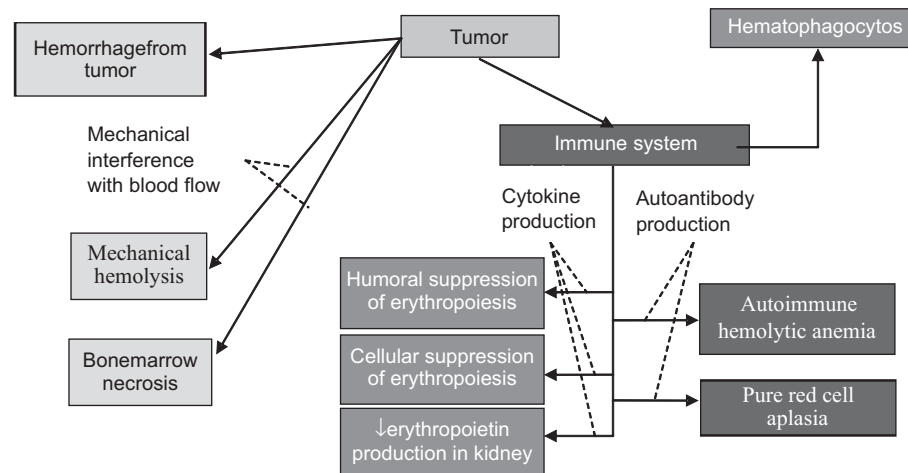 Tumor
Hematophagocytos
Hemorrhagefrom
tumor
Mechanical
interference
with blood flow
Immune system
Cytokine
production
Autoantibody
production
Mechanical
hemolysis
Humoral suppression
of erythropoiesis
Autoimmune
hemolytic anemia
Bonemarrow
necrosis
Cellular suppression
of erythropoiesis
Pure red cell
aplasia
↓erythropoietin
production in kidney